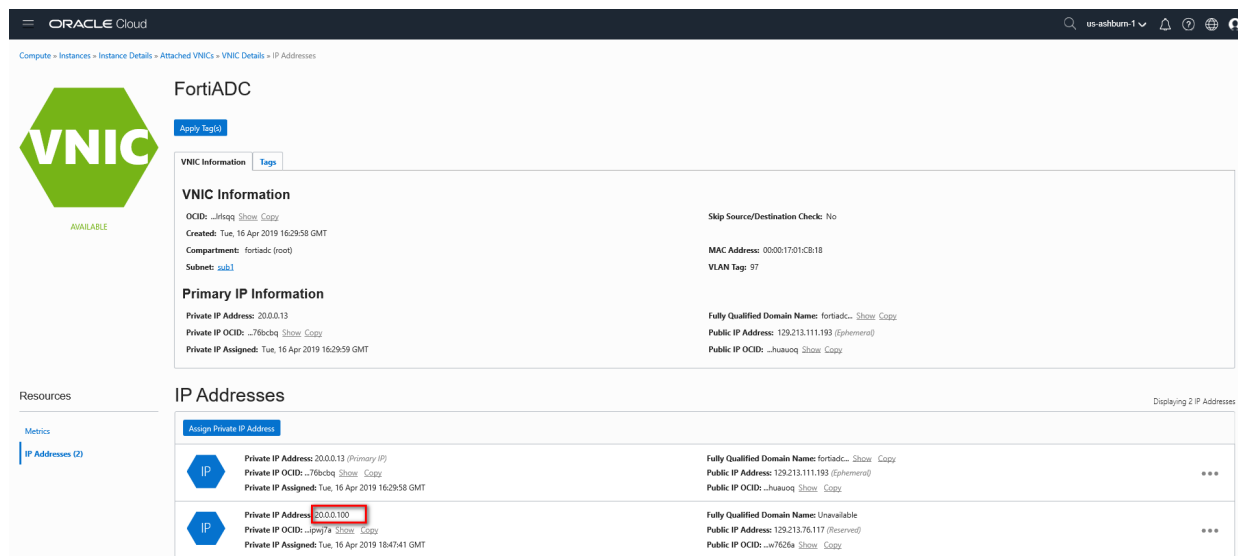 ORACLE Cloud
us-ashburn-1
Compute » Instances » Instance Details » Attached VNICs » VNIC Details » IP Addresses
VNIC
AVAILABLE
FortiADC
Apply Tag(s)
VNIC Information Tags
VNIC Information
OCID: ...lrlsqq Show Copy
Skip Source/Destination Check: No
Created: Tue, 16 Apr 2019 16:29:58 GMT
Compartment: fortiadc (root)
MAC Address: 00:00:17:01:CB:18
Subnet: sub1
VLAN Tag: 97
Primary IP Information
Private IP Address: 20.0.0.13
Fully Qualified Domain Name: fortiadc... Show Copy
Private IP OCID: ...76bcbq Show Copy
Public IP Address: 129.213.111.193 (Ephemeral)
Private IP Assigned: Tue, 16 Apr 2019 16:29:59 GMT
Public IP OCID: ...huauoq Show Copy
Resources
Metrics
IP Addresses (2)
IP Addresses
Displaying 2 IP Addresses
Assign Private IP Address
IP
Private IP Address: 20.0.0.13 (Primary IP)
Fully Qualified Domain Name: fortiadc... Show Copy
Private IP OCID: ...76bcbq Show Copy
Public IP Address: 129.213.111.193 (Ephemeral)
Private IP Assigned: Tue, 16 Apr 2019 16:29:58 GMT
Public IP OCID: ...huauoq Show Copy
IP
Private IP Address: 20.0.0.100
Fully Qualified Domain Name: Unavailable
Private IP OCID: ...ipwj7a Show Copy
Public IP Address: 129.213.76.117 (Reserved)
Private IP Assigned: Tue, 16 Apr 2019 18:47:41 GMT
Public IP OCID: ...w7626a Show Copy